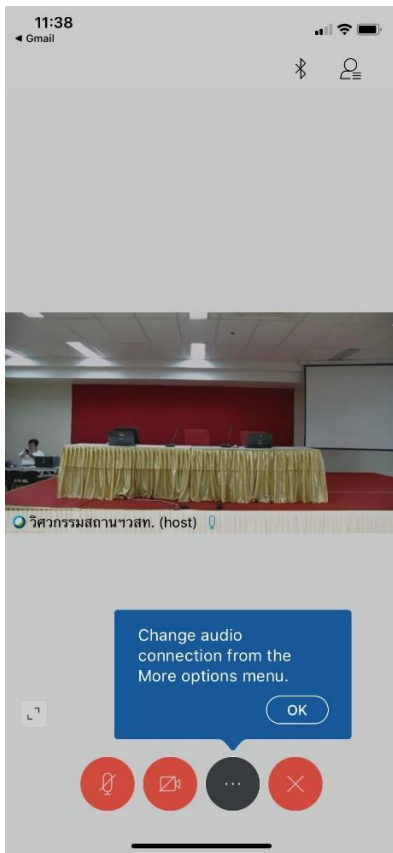 11:38
◀ Gmail
วิศวกรรมสถานฯวสท. (host)
Change audio
connection from the
More options menu.
OK